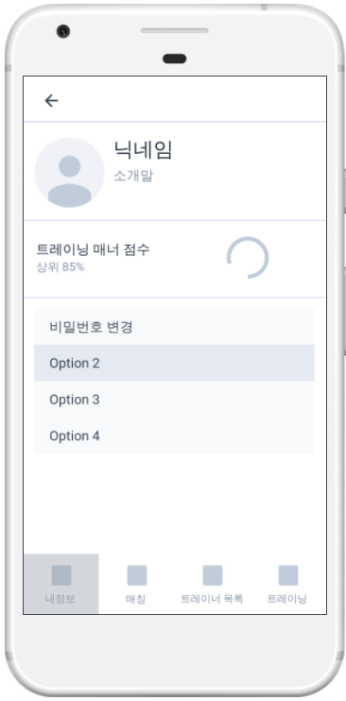 닉네임
소개말
트레이닝 매너 점수
상위 85%
비밀번호 변경
Option 2
Option 3
Option 4
내정보 매칭 트레이너 목록 트레이닝